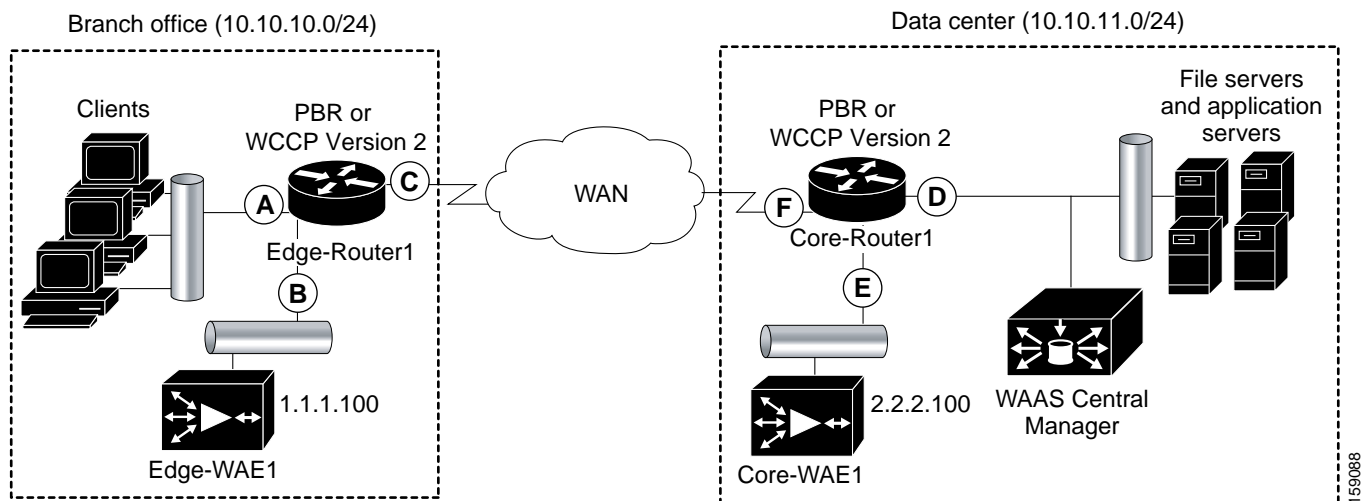 Branch office (10.10.10.0/24)
Data center (10.10.11.0/24)
Clients
PBR or
WCCP Version 2
A
C
Edge-Router1
B
1.1.1.100
Edge-WAE1
WAN
PBR or
WCCP Version 2
F
D
Core-Router1
E
2.2.2.100
Core-WAE1
File servers
and application
servers
WAAS Central
Manager
159088